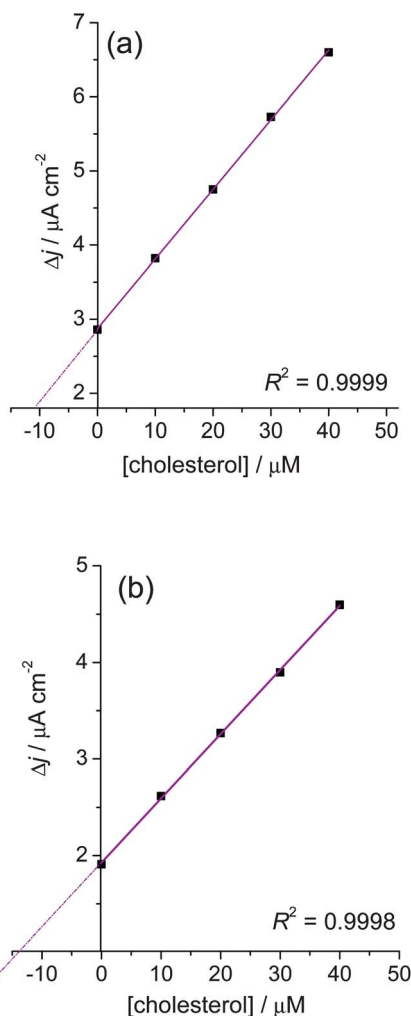 (a)
7
6
5
4
3
2
Δj / μA cm⁻²
R² = 0.9999
-10 0 10 20 30 40 50
[cholesterol] / μM
(b)
5
4
3
2
Δj / μA cm⁻²
R² = 0.9998
-10 0 10 20 30 40 50
[cholesterol] / μM